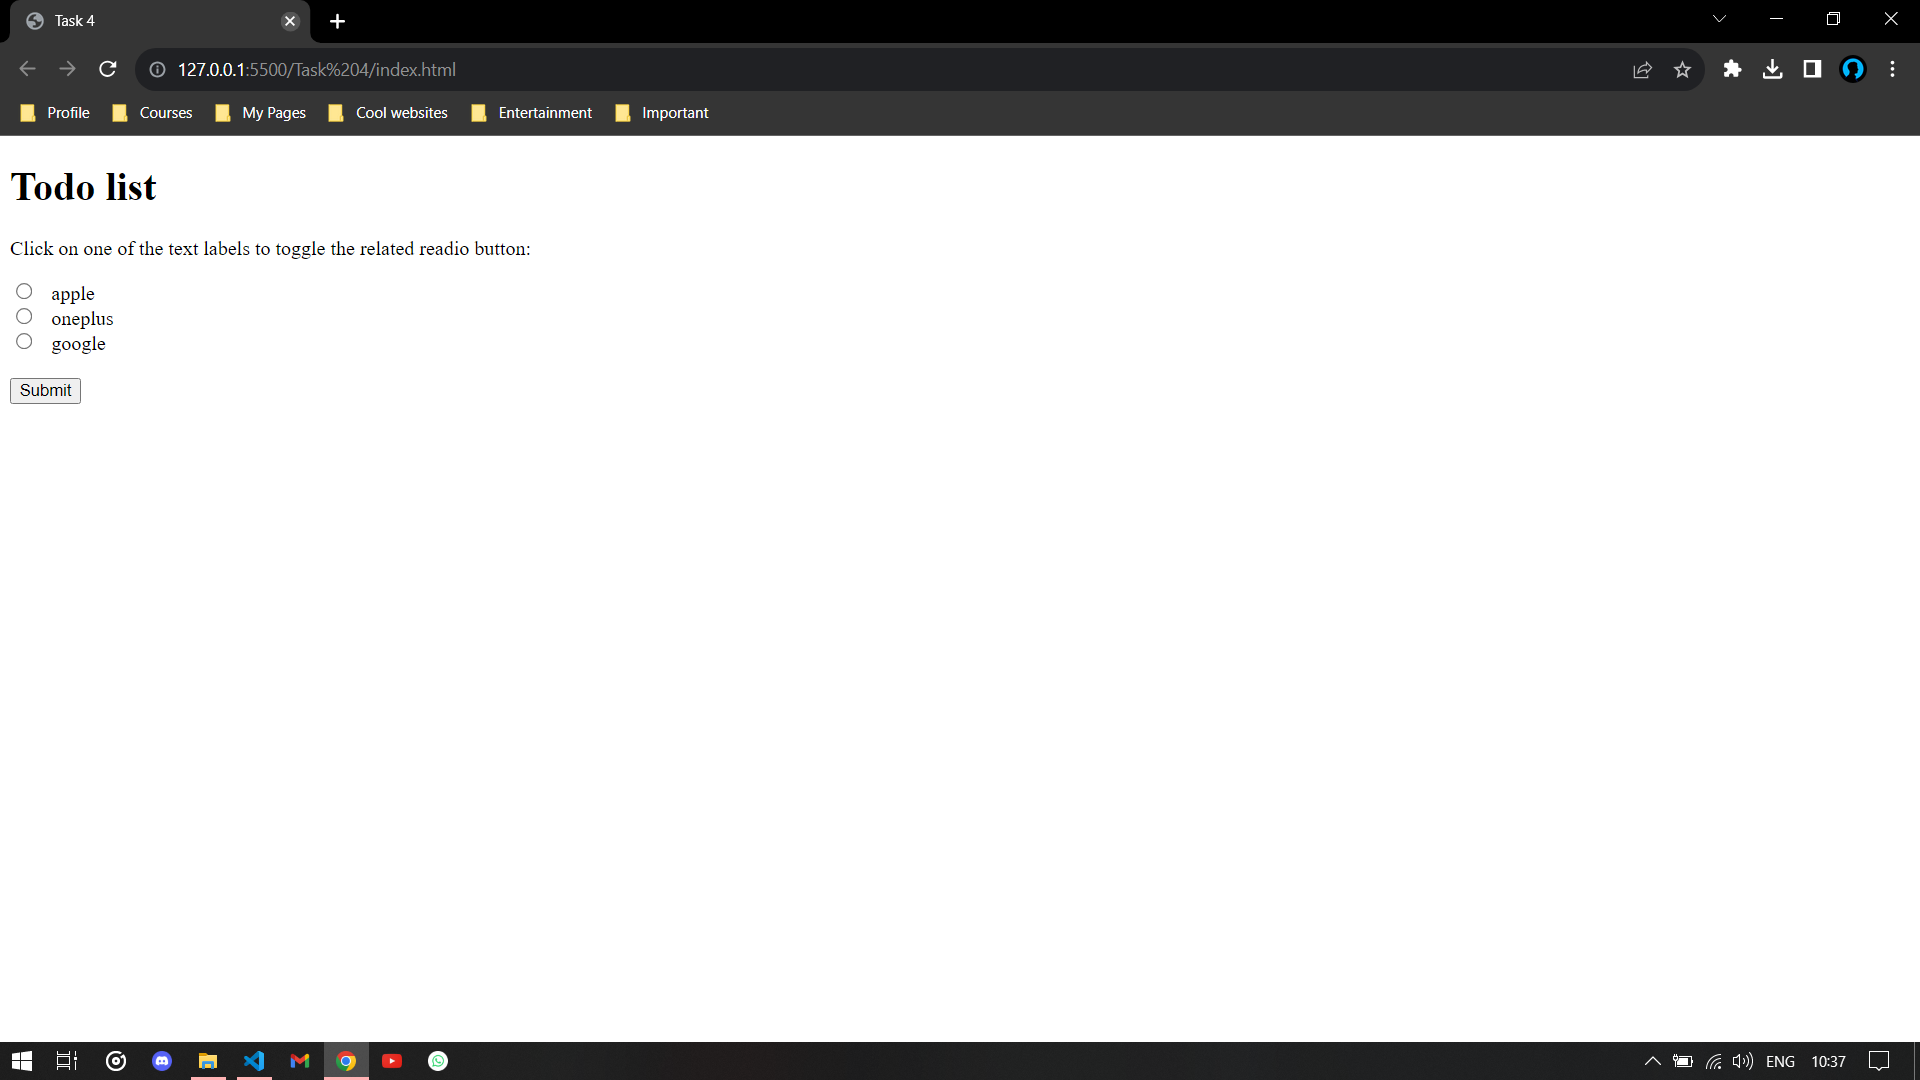 Task 4
127.0.0.1:5500/Task%204/index.html
Profile Courses My Pages Cool websites Entertainment Important
Todo list
Click on one of the text labels to toggle the related readio button:
apple
oneplus
google
Submit
ENG 10:37